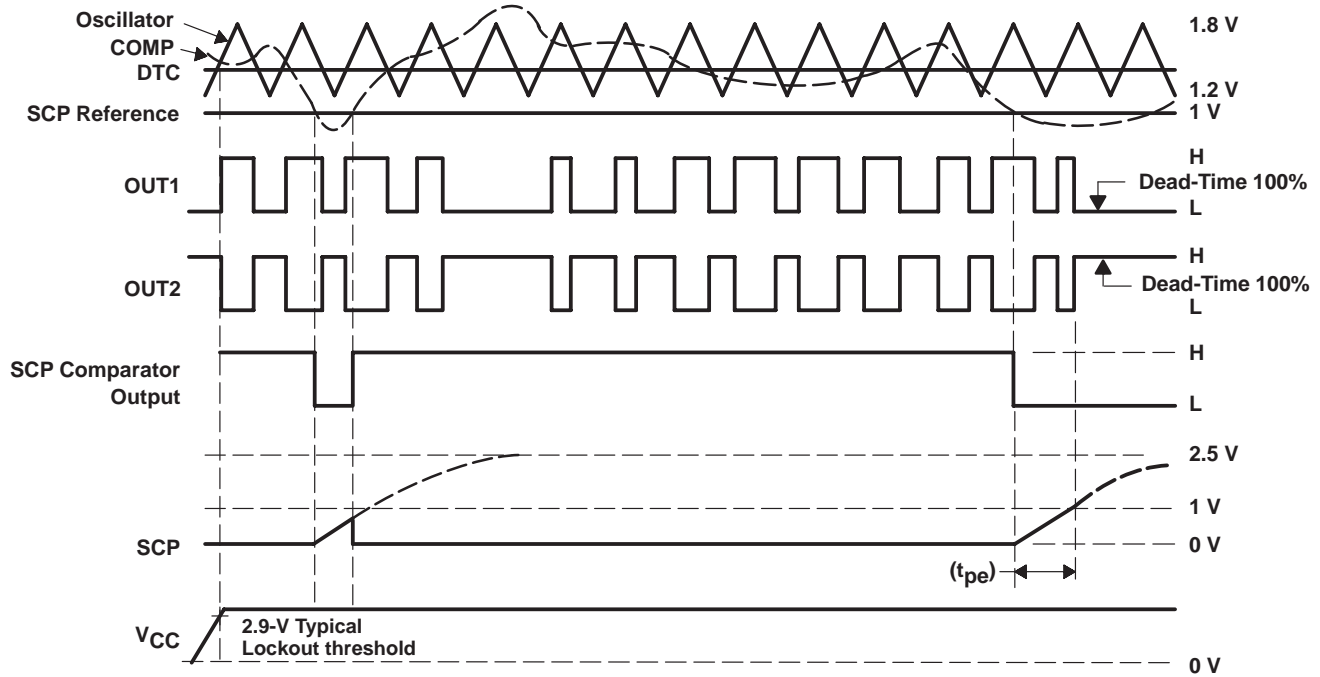 Oscillator
COMP
DTC
SCP Reference
1.8 V
1.2 V
1 V
OUT1
H
Dead-Time 100%
L
OUT2
H
Dead-Time 100%
L
SCP Comparator
Output
H
L
2.5 V
1 V
SCP
0 V
(tpe)
VCC
2.9-V Typical
Lockout threshold
0 V